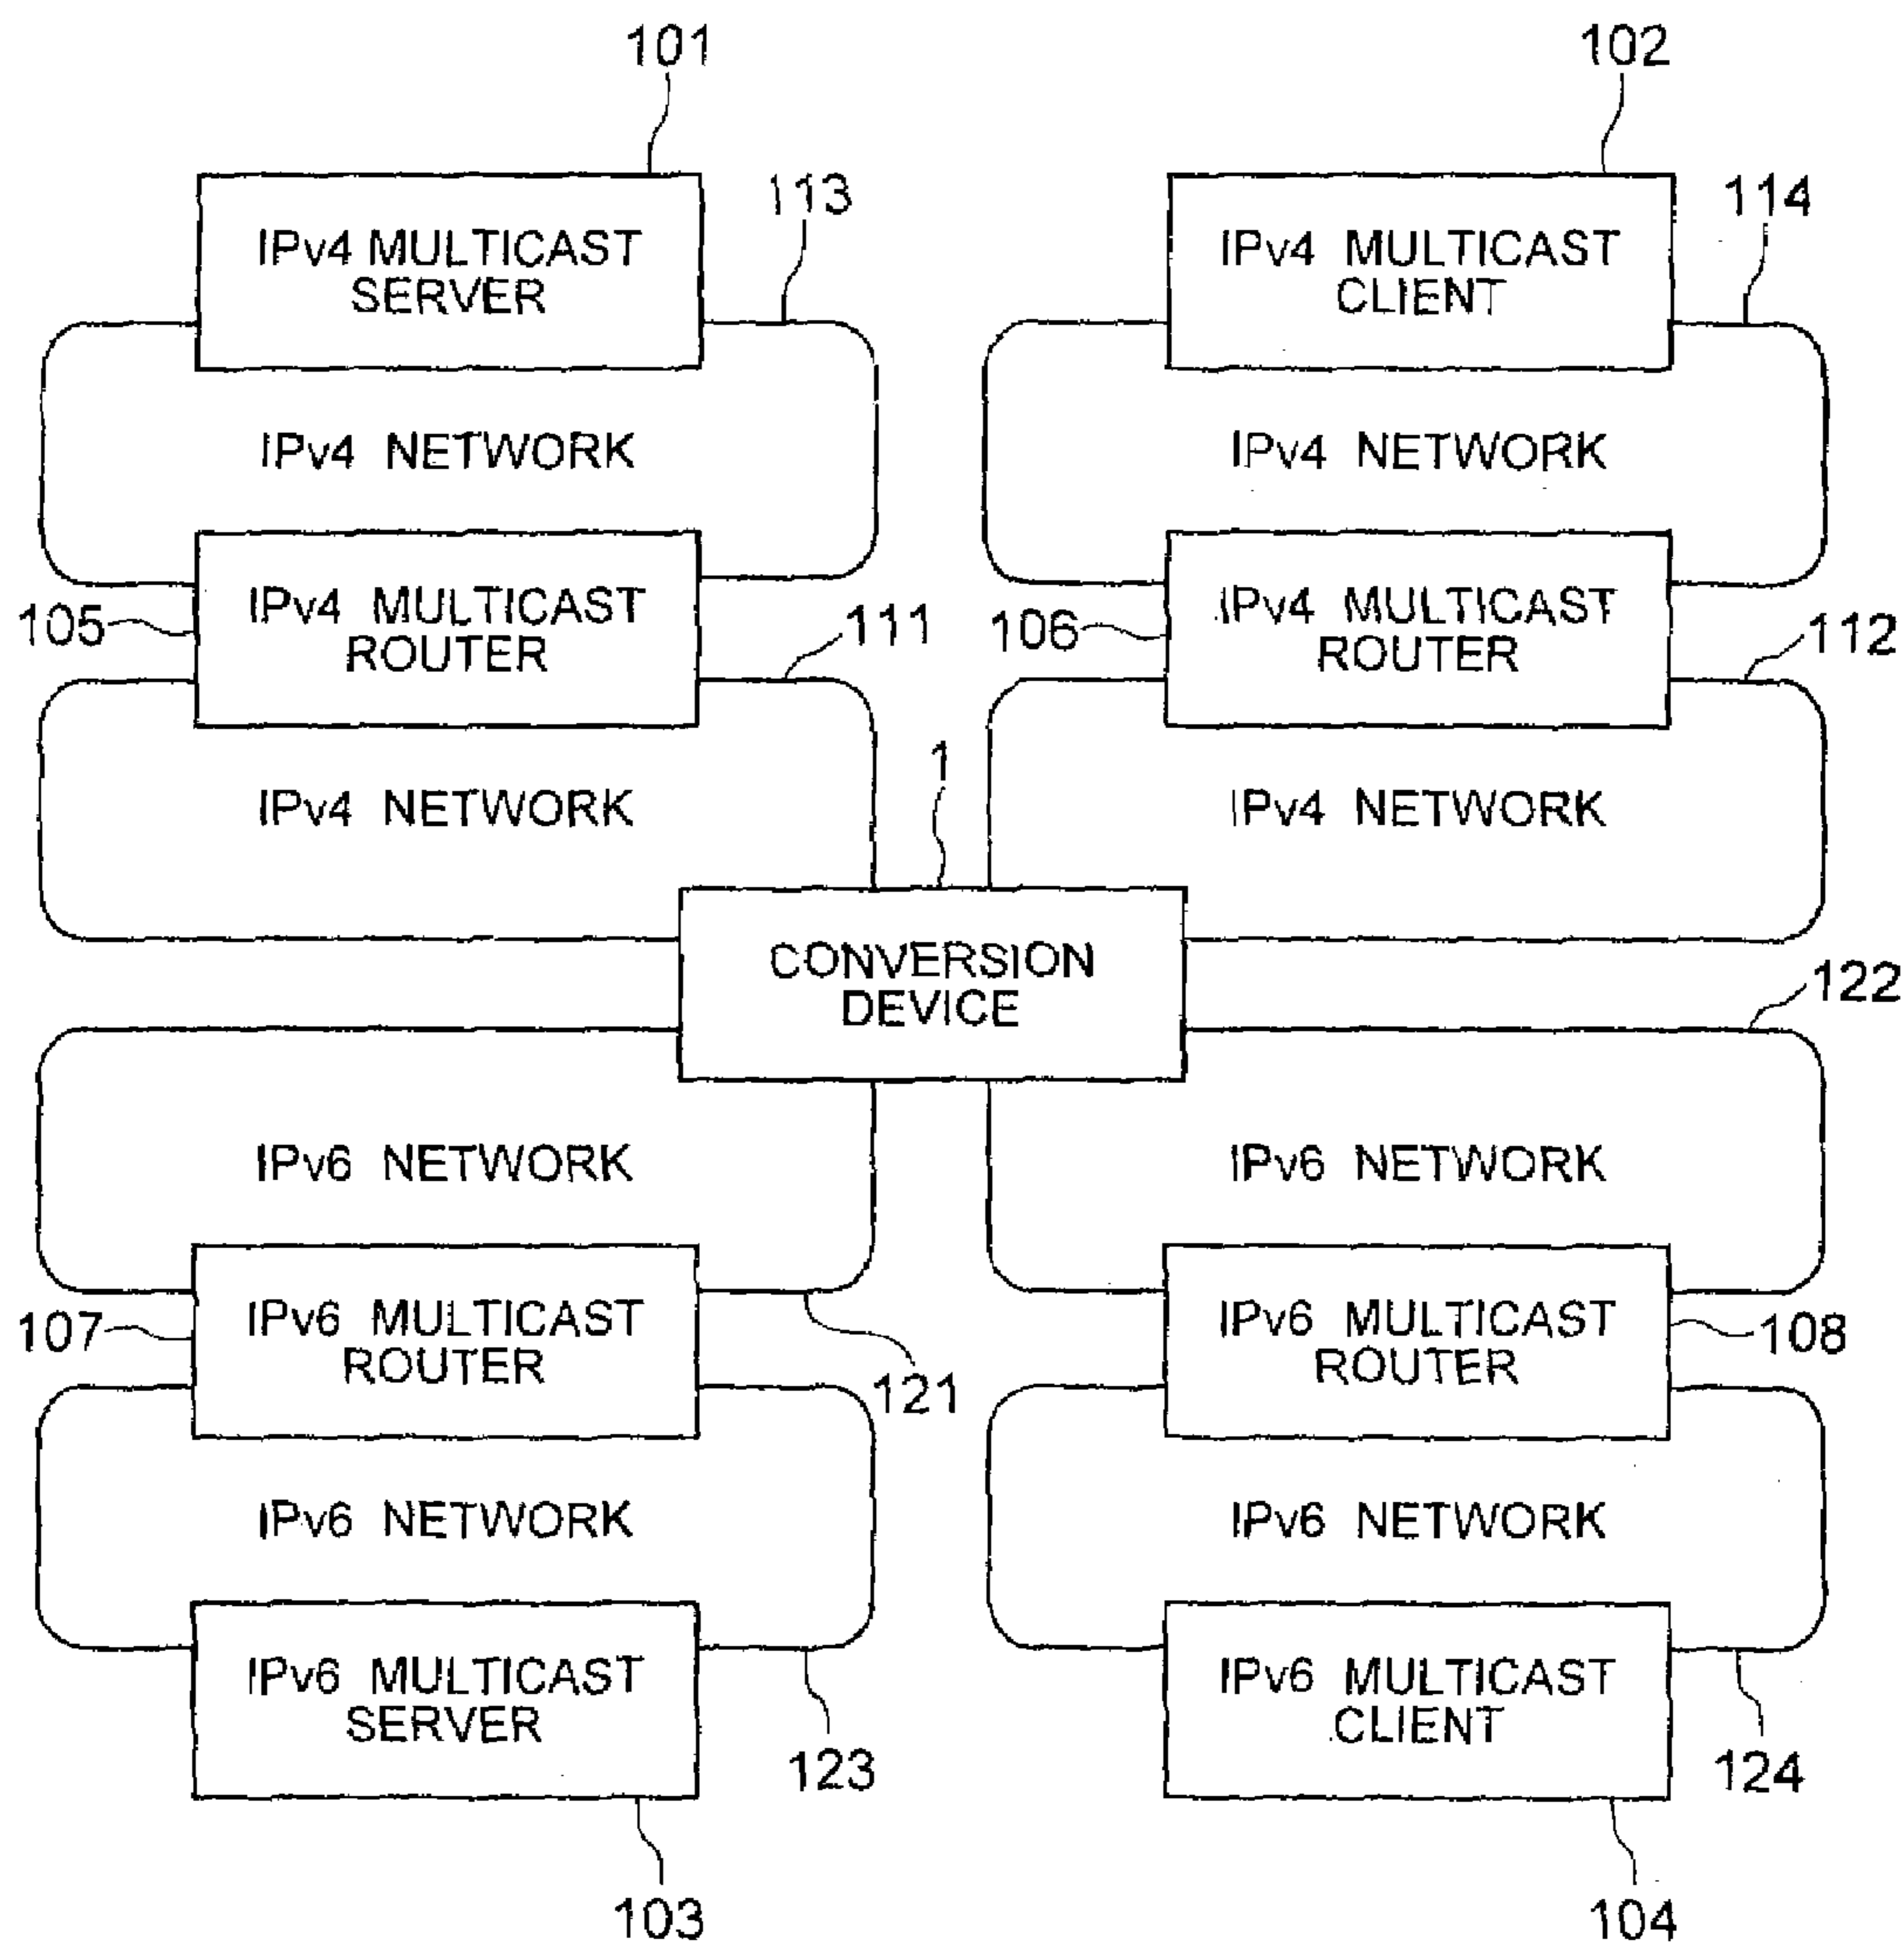 101
102
113
114
IPv4 MULTICAST
SERVER
IPv4 MULTICAST
CLIENT
IPv4 NETWORK
IPv4 NETWORK
105
IPv4 MULTICAST
ROUTER
111
106
IPv4 MULTICAST
ROUTER
112
IPv4 NETWORK
1
IPv4 NETWORK
CONVERSION
DEVICE
122
IPv6 NETWORK
IPv6 NETWORK
107
IPv6 MULTICAST
ROUTER
121
IPv6 MULTICAST
ROUTER
108
IPv6 NETWORK
IPv6 NETWORK
IPv6 MULTICAST
SERVER
123
IPv6 MULTICAST
CLIENT
124
103
104